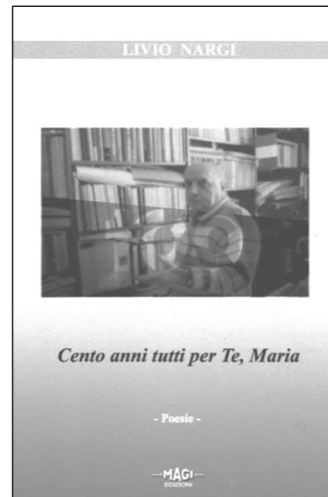 LIVIO NARGI
Cento anni tutti per Te, Maria
- Poesie -
MAGI
EDIZIONI